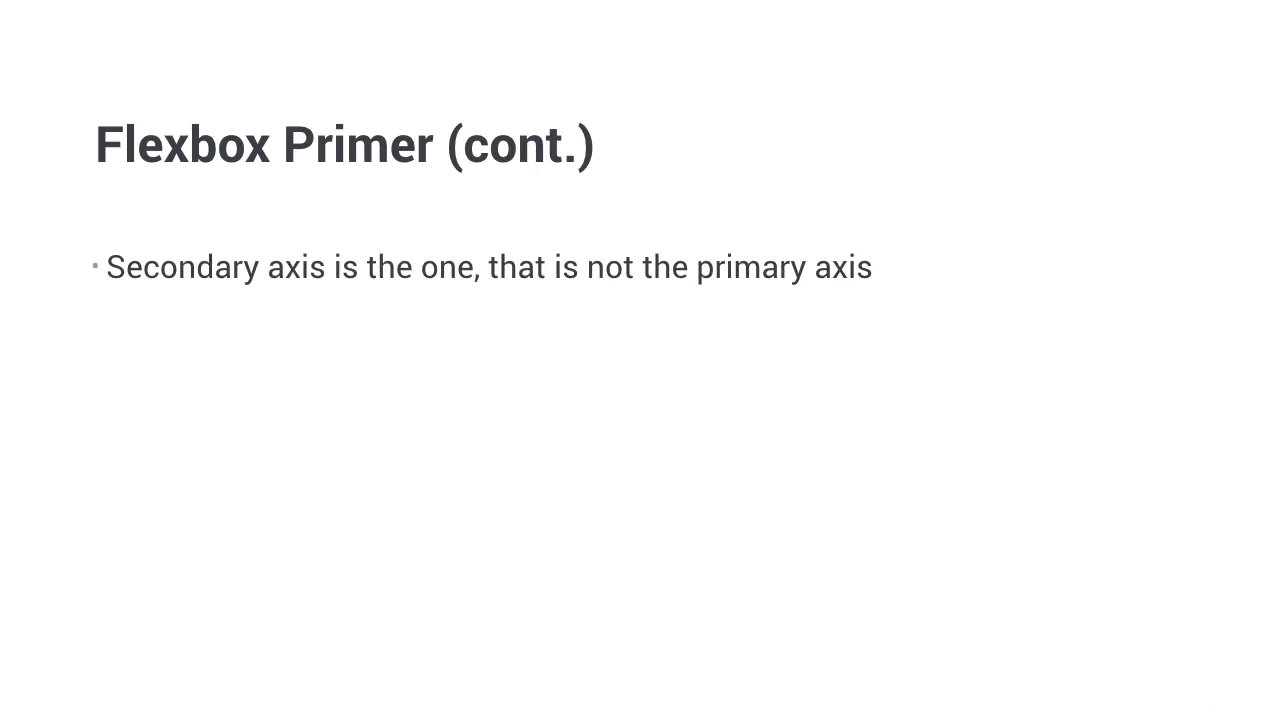 Flexbox Primer (cont.)
• Secondary axis is the one, that is not the primary axis